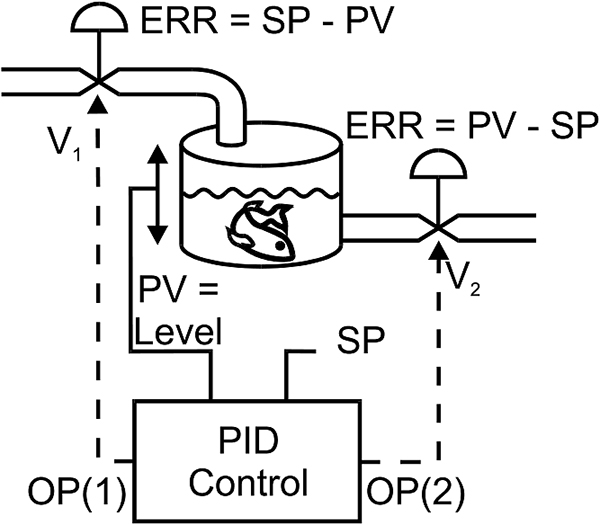 ERR = SP - PV
V1
ERR = PV - SP
PV =
Level
V2
SP
PID
Control
OP(1)
OP(2)